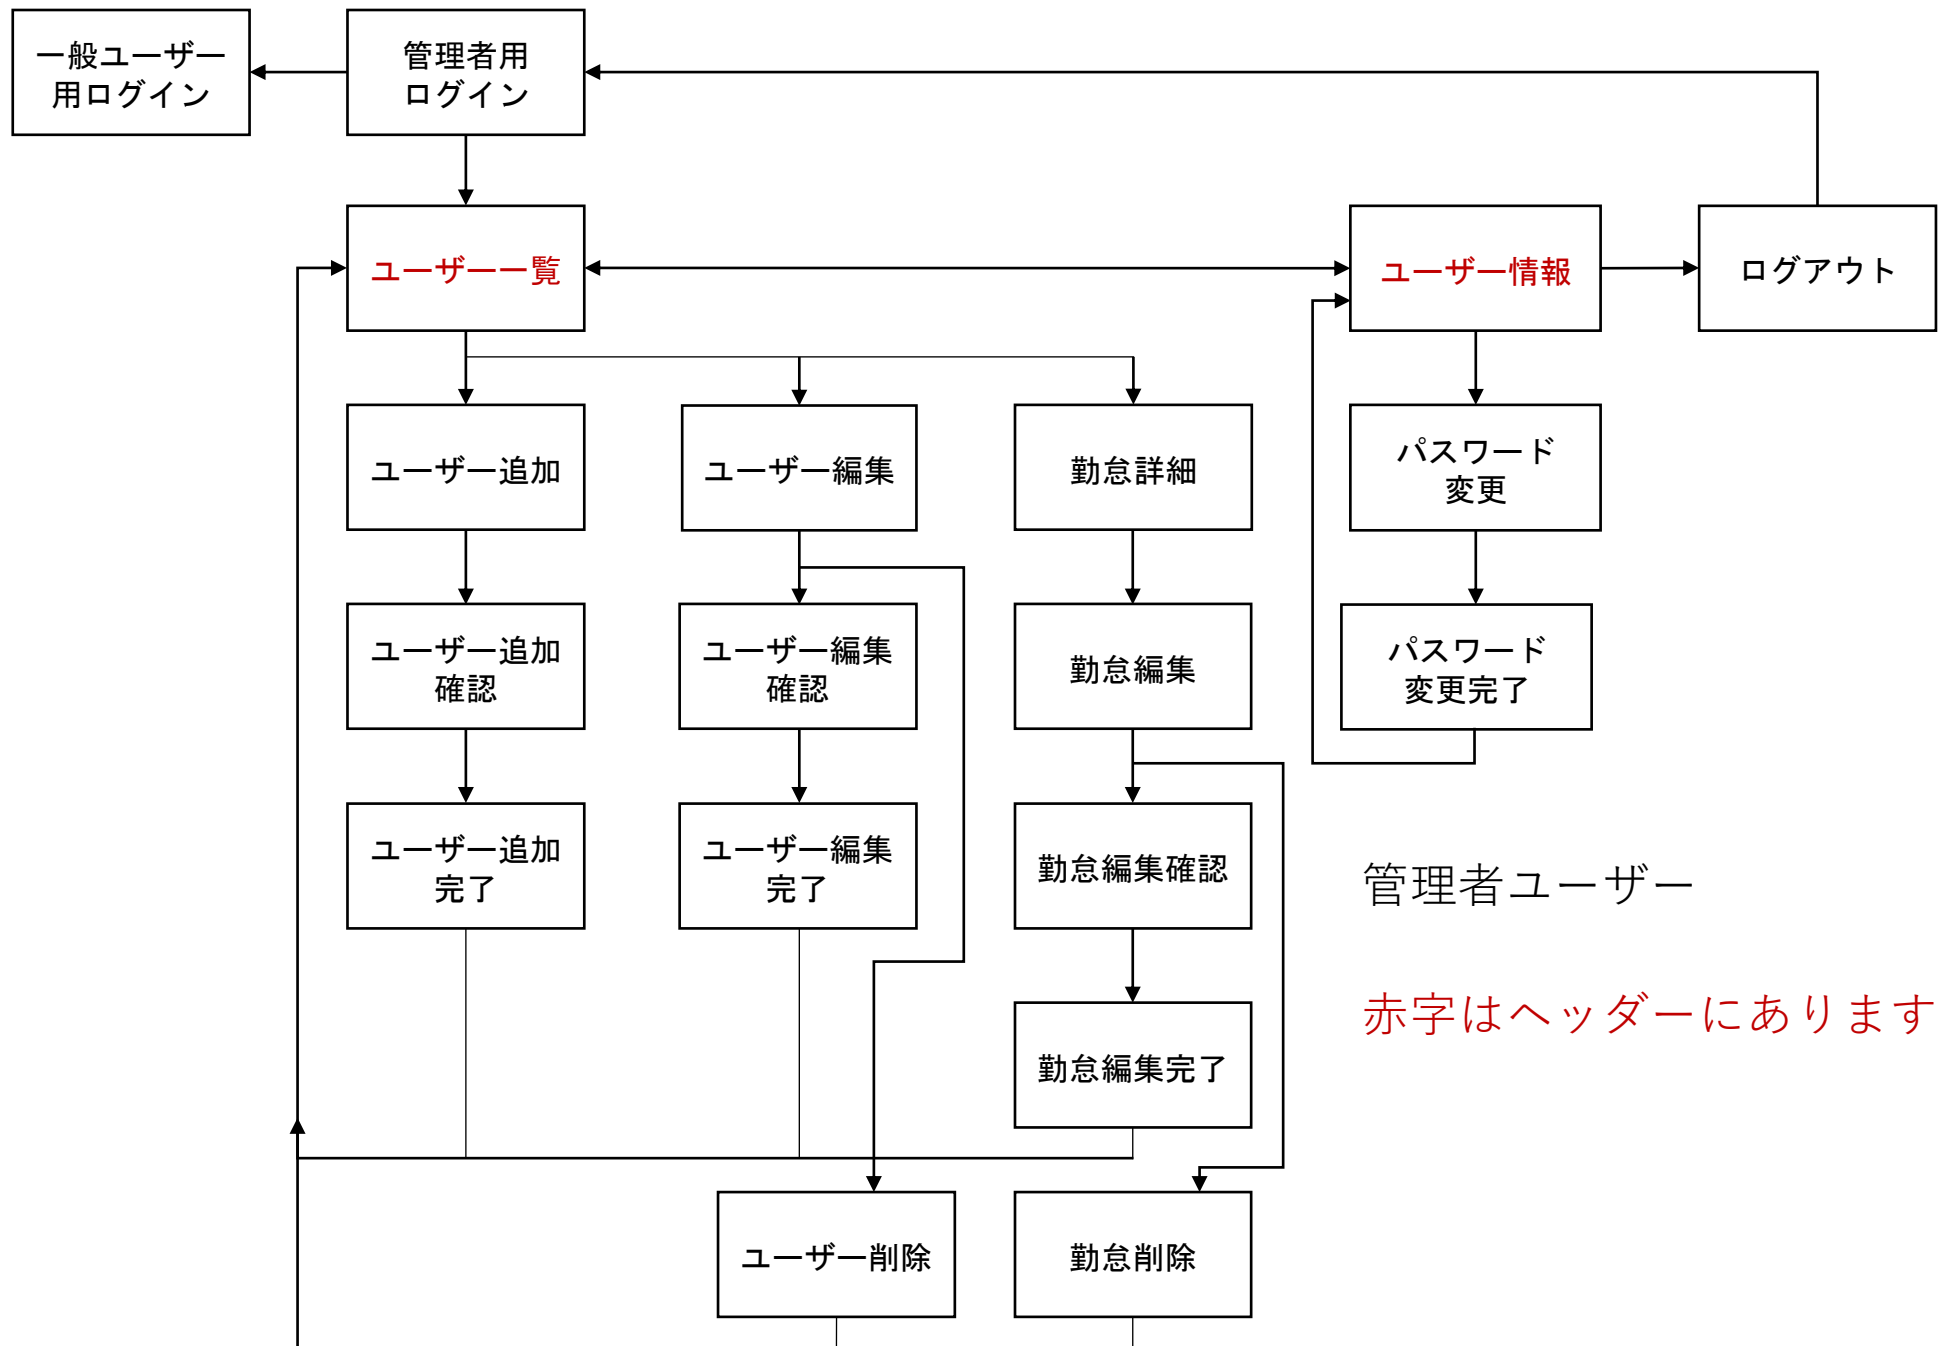 一般ユーザー
用ログイン
管理者用
ログイン
ユーザー一覧
ユーザー情報
ログアウト
ユーザー追加
ユーザー編集
勤怠詳細
パスワード
変更
ユーザー追加
確認
ユーザー編集
確認
勤怠編集
パスワード
変更完了
ユーザー追加
完了
ユーザー編集
完了
勤怠編集確認
管理者ユーザー
赤字はヘッダーにあります
勤怠編集完了
ユーザー削除
勤怠削除